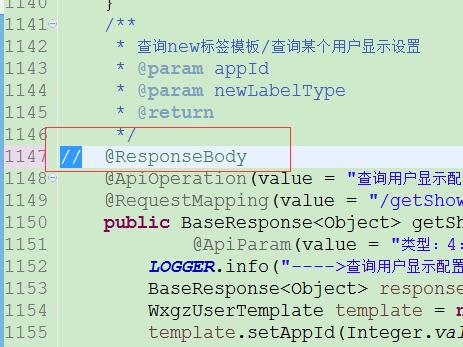 1140 }
1141 /**
1142 * 查询new标签模板/查询某个用户显示设置
1143 * @param appId
1144 * @param newLabelType
1145 * @return
1146 */
1147 // @ResponseBody
1148 @ApiOperation(value = "查询用户显示配
1149 @RequestMapping(value = "/getShow
1150 public BaseResponse<Object> getSh
1151 @ApiParam(value = "类型: 4:
1152 LOGGER.info("---->查询用户显示配置
1153 BaseResponse<Object> response
1154 WxgzUserTemplate template = n
1155 template.setAppId(Integer.val